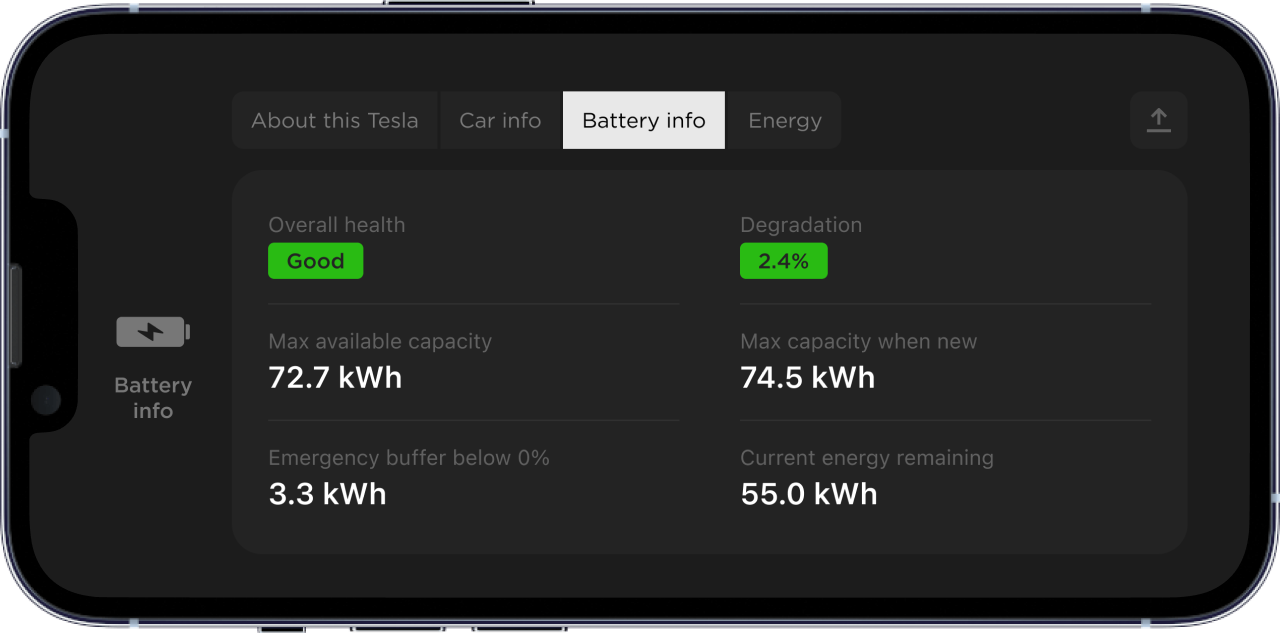 About this Tesla
Car info
Battery info
Energy
Battery
info
Overall health
Good
Degradation
2.4%
Max available capacity
72.7 kWh
Max capacity when new
74.5 kWh
Emergency buffer below 0%
3.3 kWh
Current energy remaining
55.0 kWh